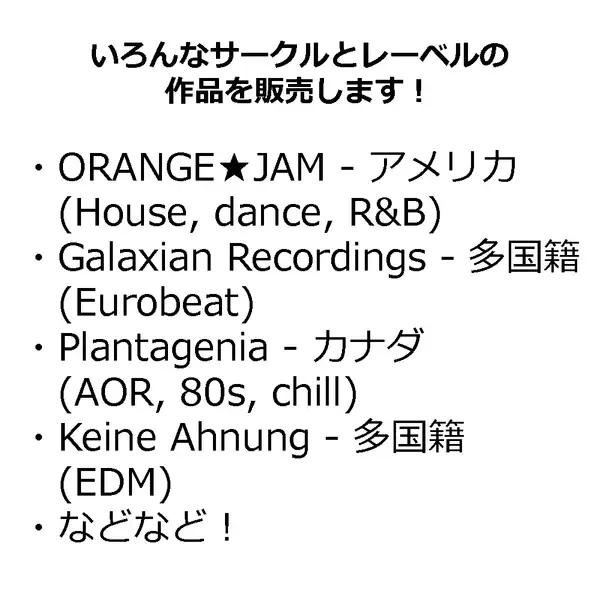 いろんなサークルとレーベルの
作品を販売します！
・ORANGE★JAM - アメリカ
(House, dance, R&B)
・Galaxian Recordings - 多国籍
(Eurobeat)
・Plantagenia - カナダ
(AOR, 80s, chill)
・Keine Ahnung - 多国籍
(EDM)
・などなど！